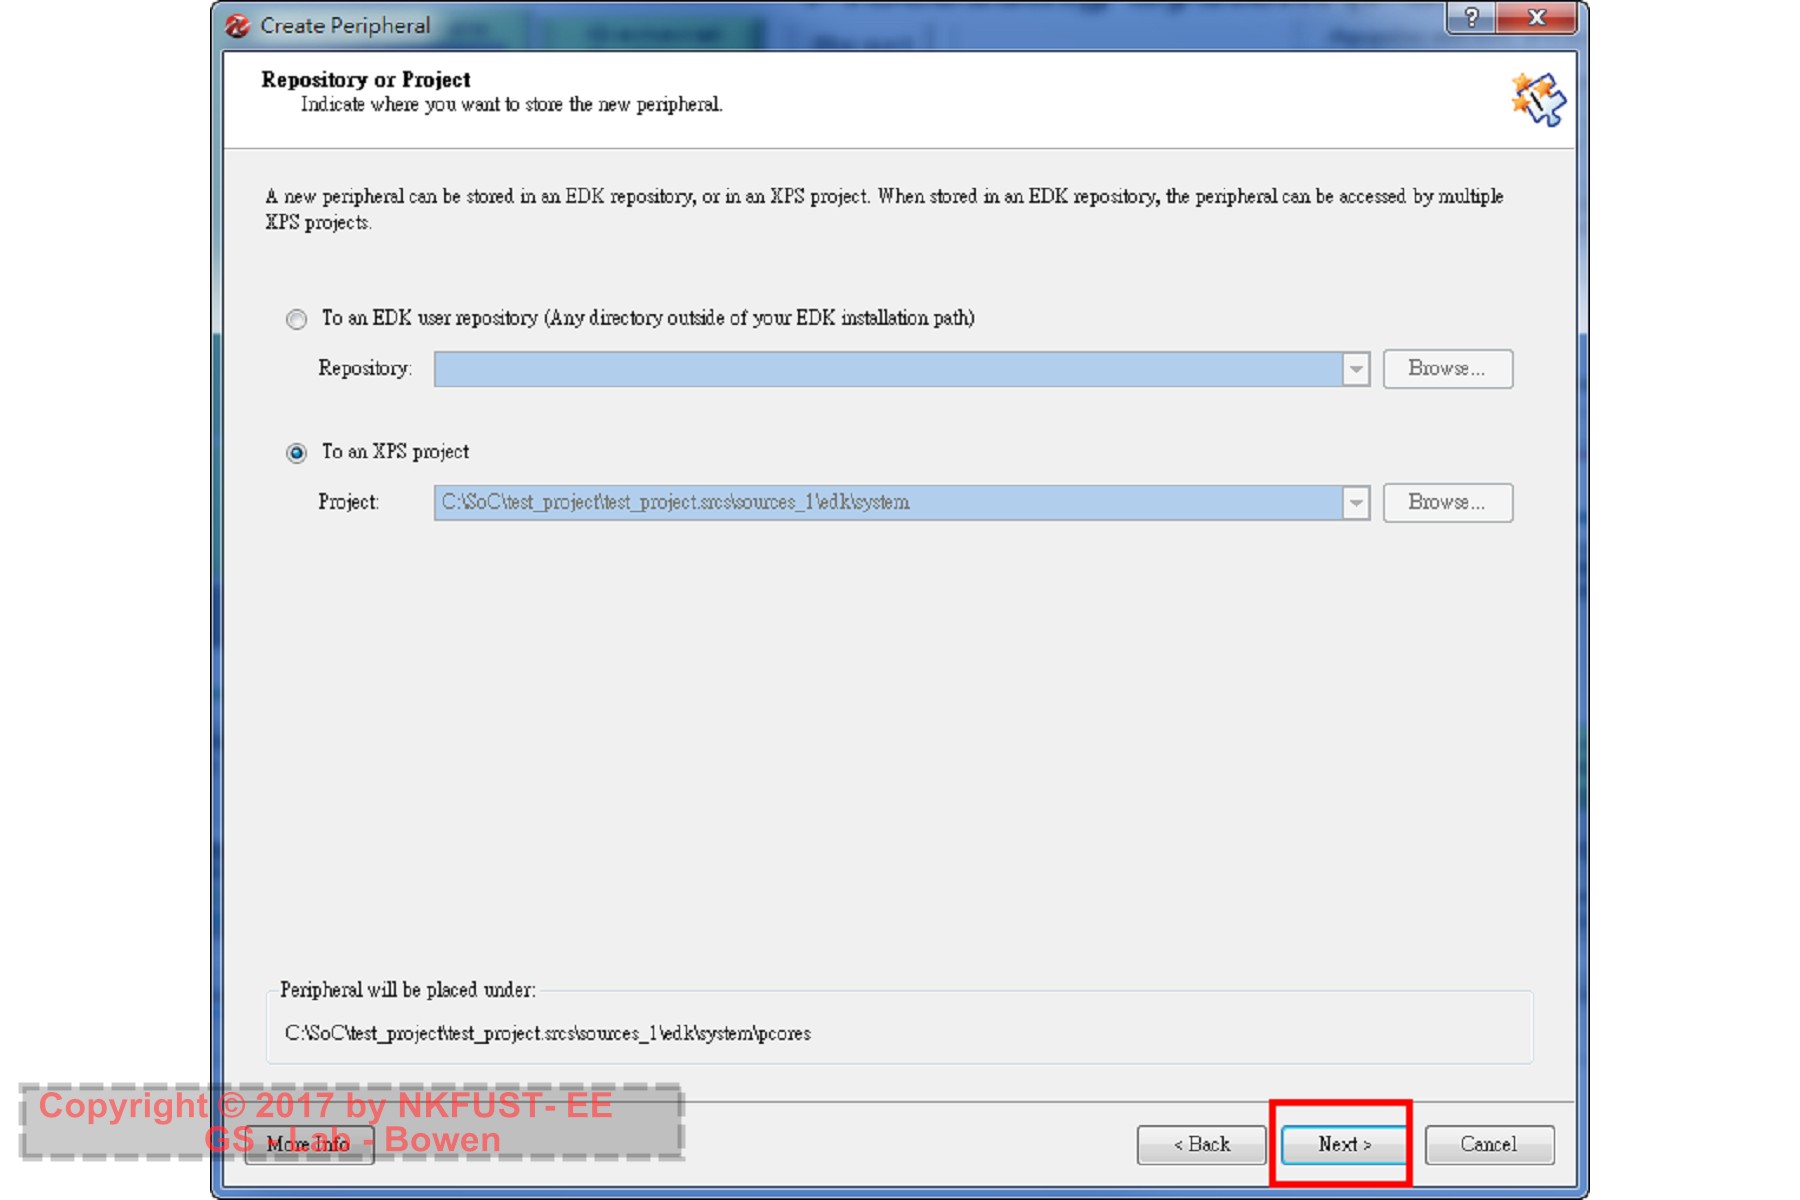 Create Peripheral
?
X
Repository or Project
Indicate where you want to store the new peripheral.
A new peripheral can be stored in an EDK repository, or in an XPS project. When stored in an EDK repository, the peripheral can be accessed by multiple
XPS projects.
To an EDK user repository (Any directory outside of your EDK installation path)
Repository:
Browse...
To an XPS project
Project:
C:\SoC\test_project\test_project.srcs\sources_1\edk\system
Browse...
Peripheral will be placed under:
C:\SoC\test_project\test_project.srcs\sources_1\edk\system\pcores
Copyright © 2017 by NKFUST- EE
GS - Lab - Bowen
More Info
< Back
Next >
Cancel